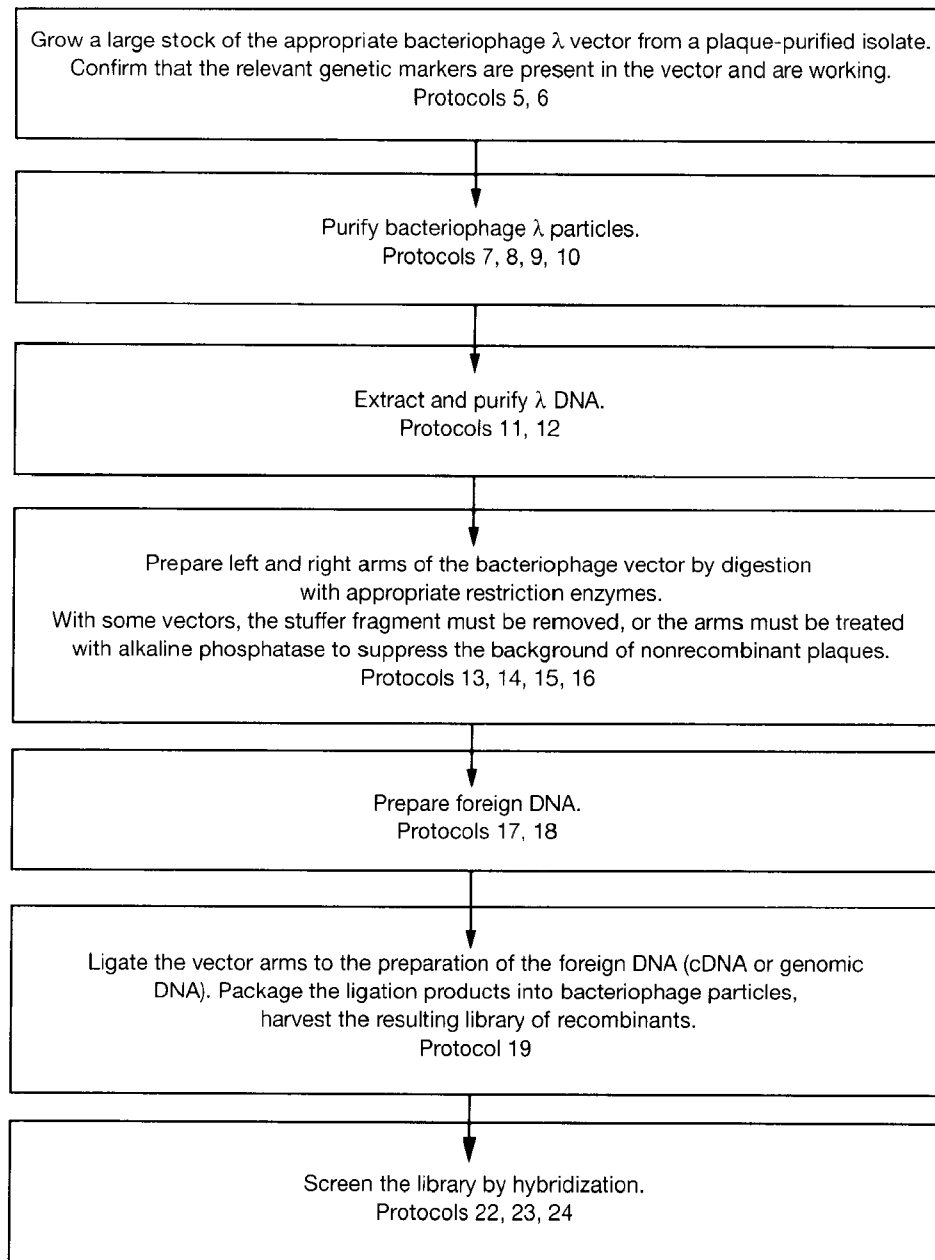 Grow a large stock of the appropriate bacteriophage λ vector from a plaque-purified isolate.
Confirm that the relevant genetic markers are present in the vector and are working.
Protocols 5, 6
Purify bacteriophage λ particles.
Protocols 7, 8, 9, 10
Extract and purify λ DNA.
Protocols 11, 12
Prepare left and right arms of the bacteriophage vector by digestion
with appropriate restriction enzymes.
With some vectors, the stuffer fragment must be removed, or the arms must be treated
with alkaline phosphatase to suppress the background of nonrecombinant plaques.
Protocols 13, 14, 15, 16
Prepare foreign DNA.
Protocols 17, 18
Ligate the vector arms to the preparation of the foreign DNA (cDNA or genomic
DNA). Package the ligation products into bacteriophage particles,
harvest the resulting library of recombinants.
Protocol 19
Screen the library by hybridization.
Protocols 22, 23, 24